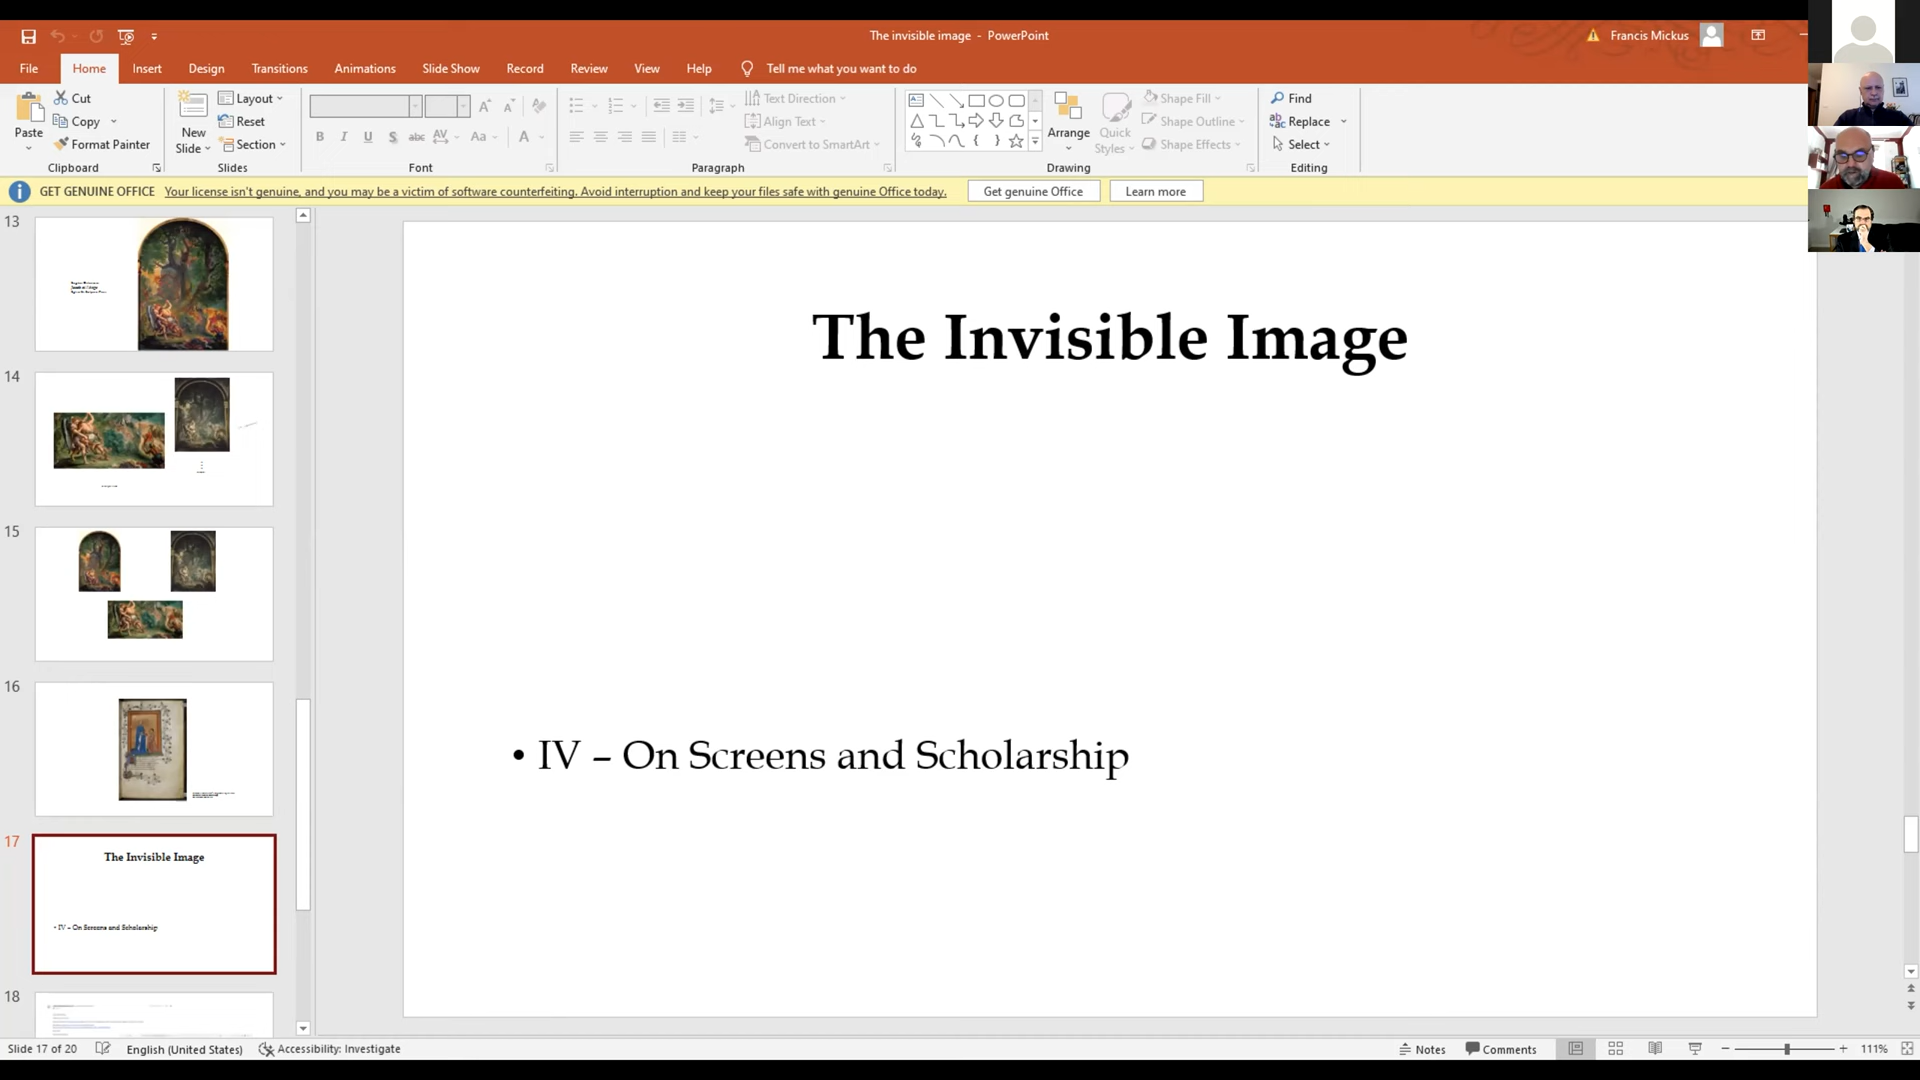 The invisible image - PowerPoint
Francis Mickus
File Home Insert Design Transitions Animations Slide Show Record Review View Help Tell me what you want to do
Paste
Cut
Copy
Format Painter
Clipboard
New Slide
Layout
Reset
Section
Slides
B I U S abc AV Aa A
Font
Text Direction
Align Text
Convert to SmartArt
Paragraph
Arrange
Quick Styles
Shape Fill
Shape Outline
Shape Effects
Drawing
Find
Replace
Select
Editing
GET GENUINE OFFICE Your license isn't genuine, and you may be a victim of software counterfeiting. Avoid interruption and keep your files safe with genuine Office today. Get genuine Office Learn more
13
14
15
16
17
The Invisible Image
• IV – On Screens and Scholarship
18
The Invisible Image
• IV – On Screens and Scholarship
Slide 17 of 20 English (United States) Accessibility: Investigate Notes Comments 111%